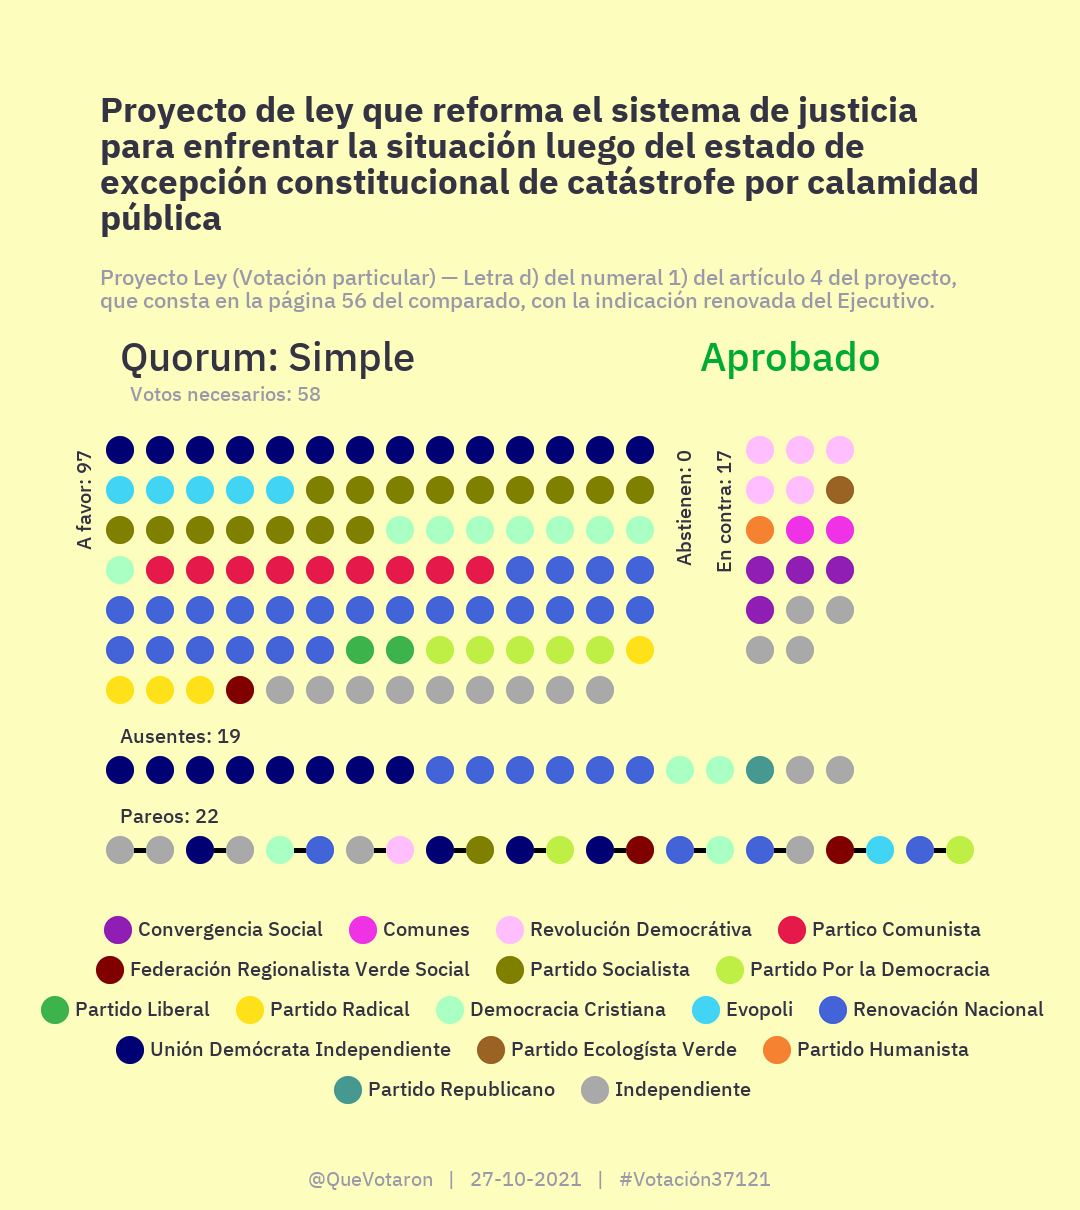 Proyecto de ley que reforma el sistema de justicia
para enfrentar la situación luego del estado de
excepción constitucional de catástrofe por calamidad
pública
Proyecto Ley (Votación particular) — Letra d) del numeral 1) del artículo 4 del proyecto,
que consta en la página 56 del comparado, con la indicación renovada del Ejecutivo.
Quorum: Simple
Aprobado
Votos necesarios: 58
A favor: 97
Abstienen: 0
En contra: 17
Ausentes: 19
Pareos: 22
Convergencia Social Comunes Revolución Democrátiva Partico Comunista
Federación Regionalista Verde Social Partido Socialista Partido Por la Democracia
Partido Liberal Partido Radical Democracia Cristiana Evopoli Renovación Nacional
Unión Demócrata Independiente Partido Ecologísta Verde Partido Humanista
Partido Republicano Independiente
@QueVotaron | 27-10-2021 | #Votación37121